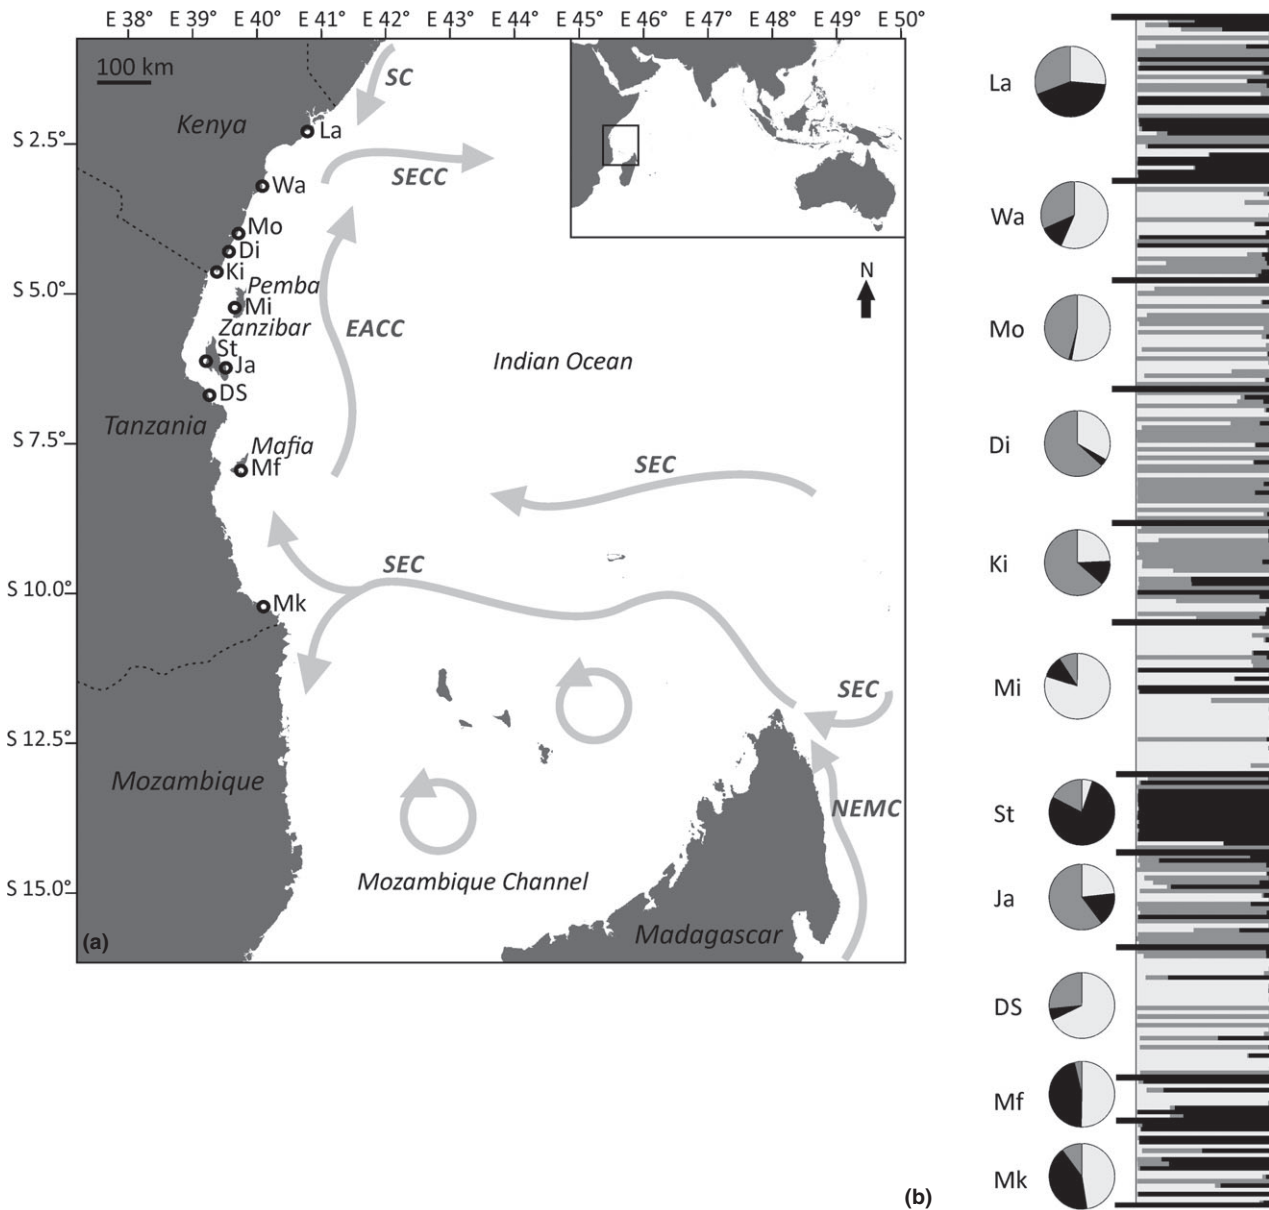 E 38° E 39° E 40° E 41° E 42° E 43° E 44° E 45° E 46° E 47° E 48° E 49° E 50°
100 km
SC
Kenya
La
S 2.5°
SECC
Wa
Mo
Di
Ki
N
Pemba
S 5.0°
Mi
Zanzibar
EACC
St
Ja
Indian Ocean
DS
Tanzania
S 7.5°
Mafia
Mf
SEC
SEC
S 10.0°
Mk
SEC
S 12.5°
Mozambique
NEMC
S 15.0°
Mozambique Channel
Madagascar
(a)
La
Wa
Mo
Di
Ki
Mi
St
Ja
DS
Mf
Mk
(b)